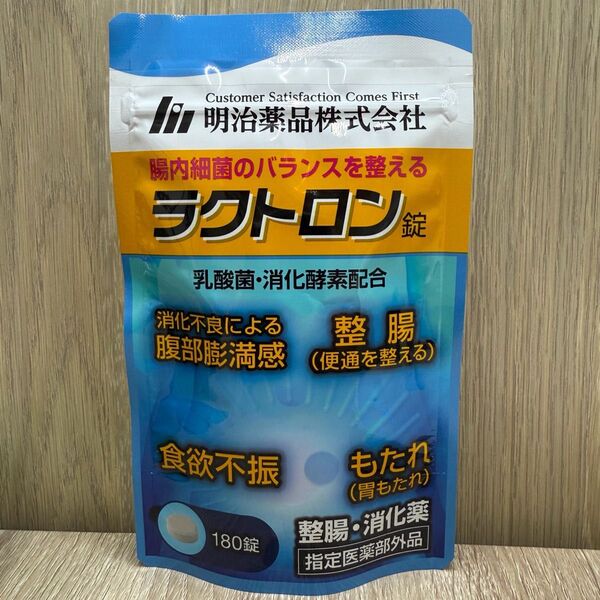 Customer Satisfaction Comes First
明治薬品株式会社
腸内細菌のバランスを整える
ラクトロン錠
乳酸菌・消化酵素配合
消化不良による
腹部膨満感
整腸
(便通を整える)
食欲不振
もたれ
(胃もたれ)
180錠
整腸・消化薬
指定医薬部外品